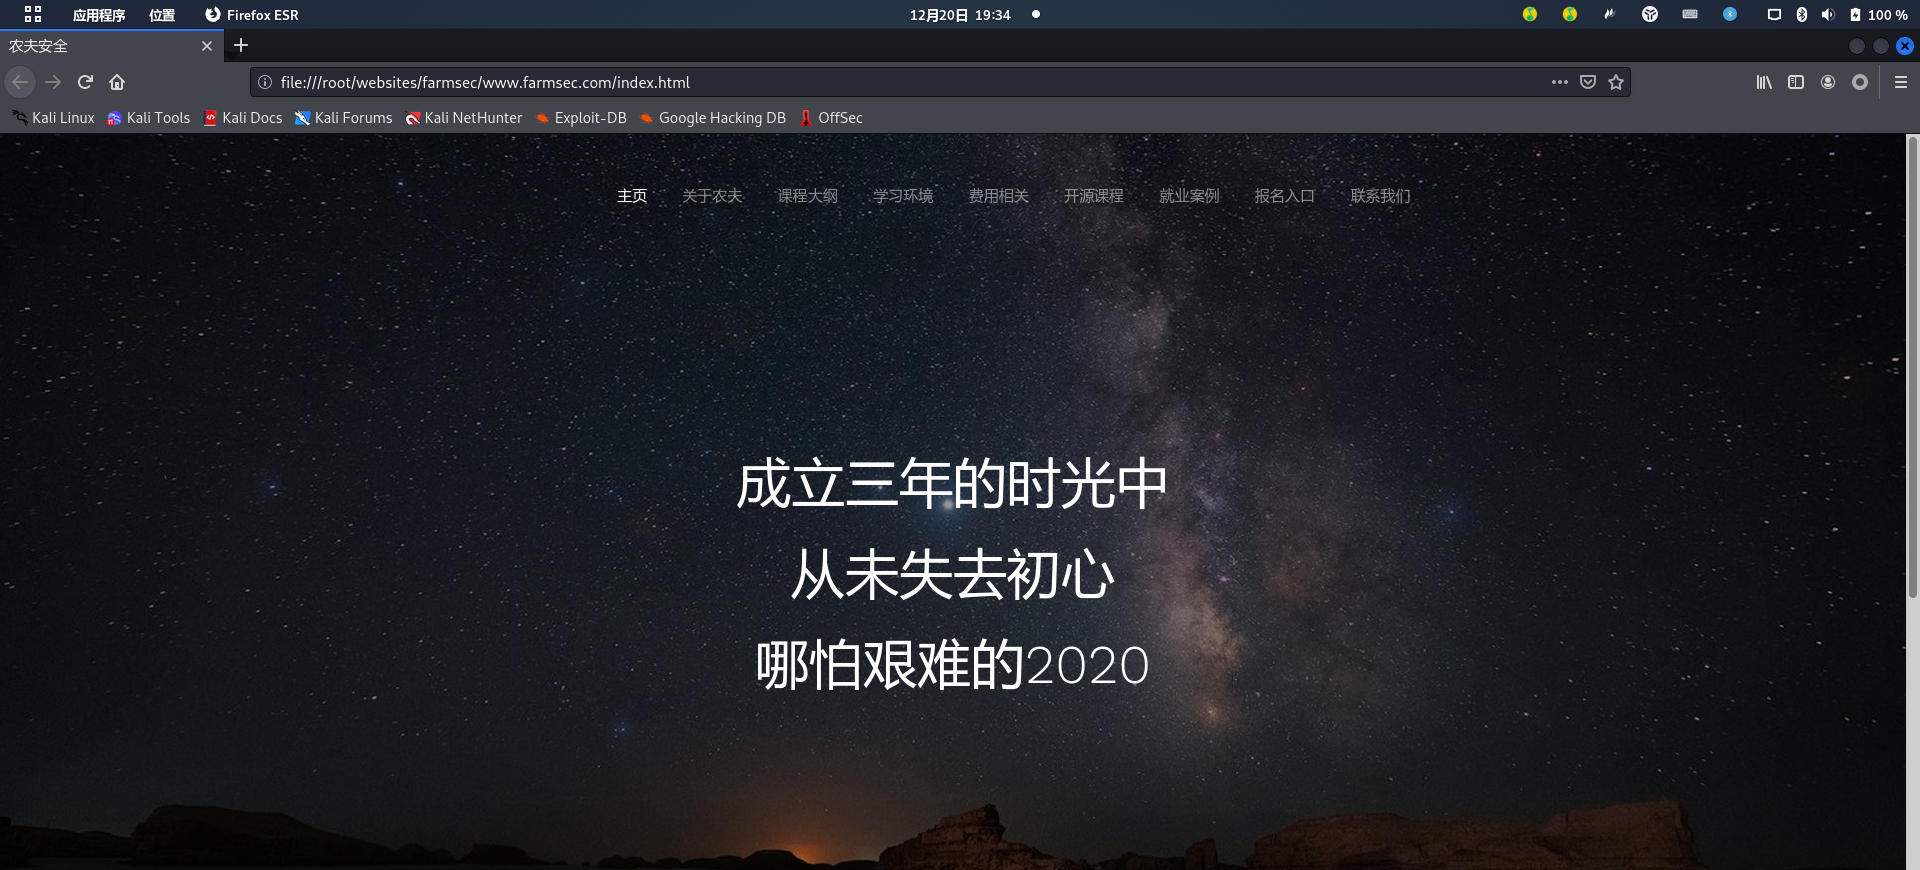 应用程序 位置 Firefox ESR 12月20日 19:34 100 %
农夫安全
file:///root/websites/farmsec/www.farmsec.com/index.html
Kali Linux Kali Tools Kali Docs Kali Forums Kali NetHunter Exploit-DB Google Hacking DB OffSec
主页 关于农夫 课程大纲 学习环境 费用相关 开源课程 就业案例 报名入口 联系我们
成立三年的时光中
从未失去初心
哪怕艰难的2020